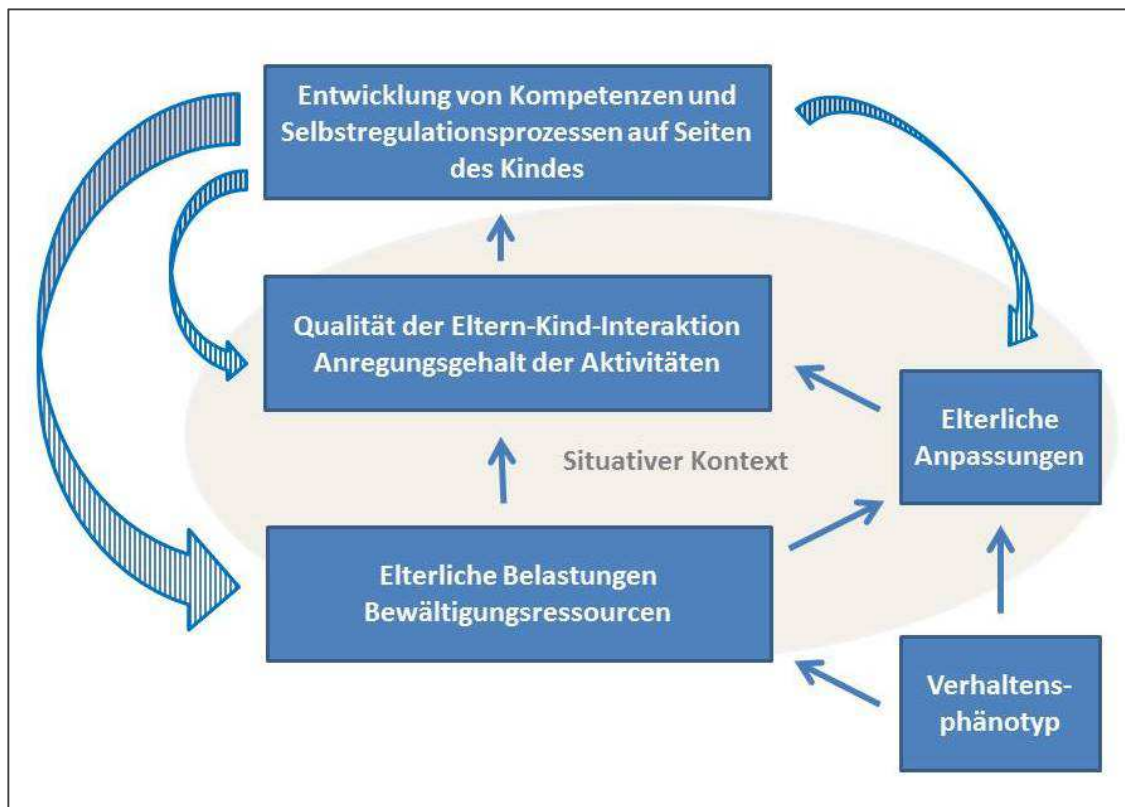 Entwicklung von Kompetenzen und
Selbstregulationsprozessen auf Seiten
des Kindes
Qualität der Eltern-Kind-Interaktion
Anregungsgehalt der Aktivitäten
Elterliche
Anpassungen
Situativer Kontext
Elterliche Belastungen
Bewältigungsressourcen
Verhaltens-
phänotyp